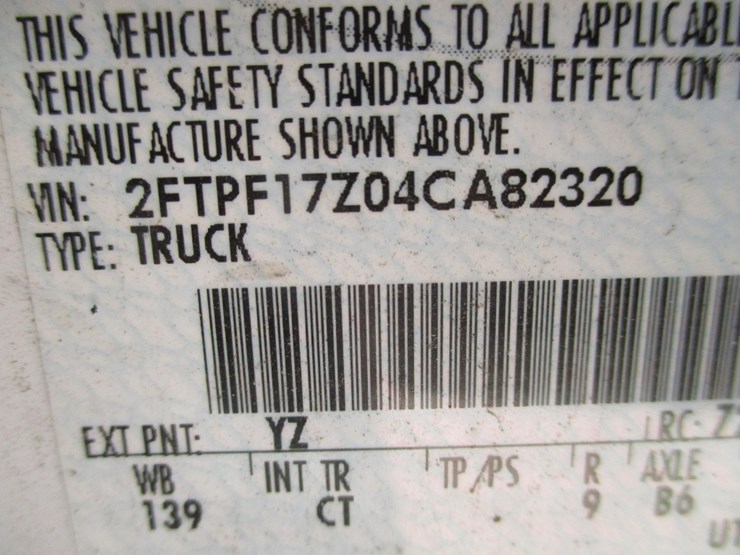 THIS VEHICLE CONFORMS TO ALL
VEHICLE SAFETY STANDARDS IN EFFECT ON
MANUFACTURE SHOWN ABOVE.
VIN: 2FTPF17Z04CA82320
TYPE: TRUCK
EXT PNT: YZ RC:
WB INT TR TP/PS R AXLE
139 CT 9 B6